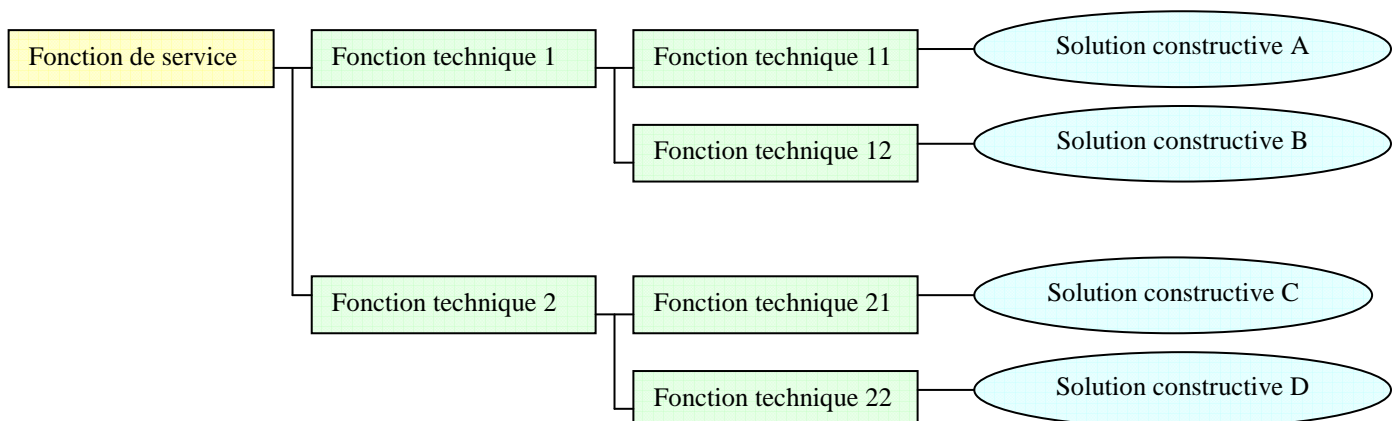 Fonction de service
Fonction technique 1
Fonction technique 11
Solution constructive A
Fonction technique 12
Solution constructive B
Fonction technique 2
Fonction technique 21
Solution constructive C
Fonction technique 22
Solution constructive D